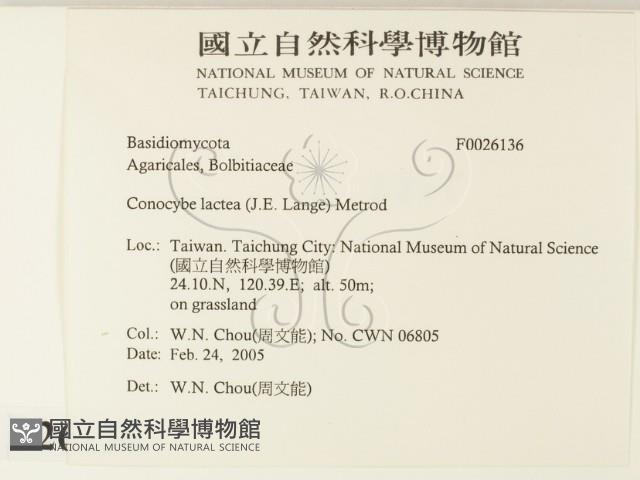 國立自然科學博物館
NATIONAL MUSEUM OF NATURAL SCIENCE
TAICHUNG, TAIWAN, R.O.CHINA
Basidiomycota F0026136
Agaricales, Bolbitiaceae
Conocybe lactea (J.E. Lange) Metrod
Loc.: Taiwan. Taichung City: National Museum of Natural Science
(國立自然科學博物館)
24.10.N, 120.39.E; alt. 50m;
on grassland
Col.: W.N. Chou(周文能); No. CWN 06805
Date: Feb. 24, 2005
Det.: W.N. Chou(周文能)
國立自然科學博物館
NATIONAL MUSEUM OF NATURAL SCIENCE